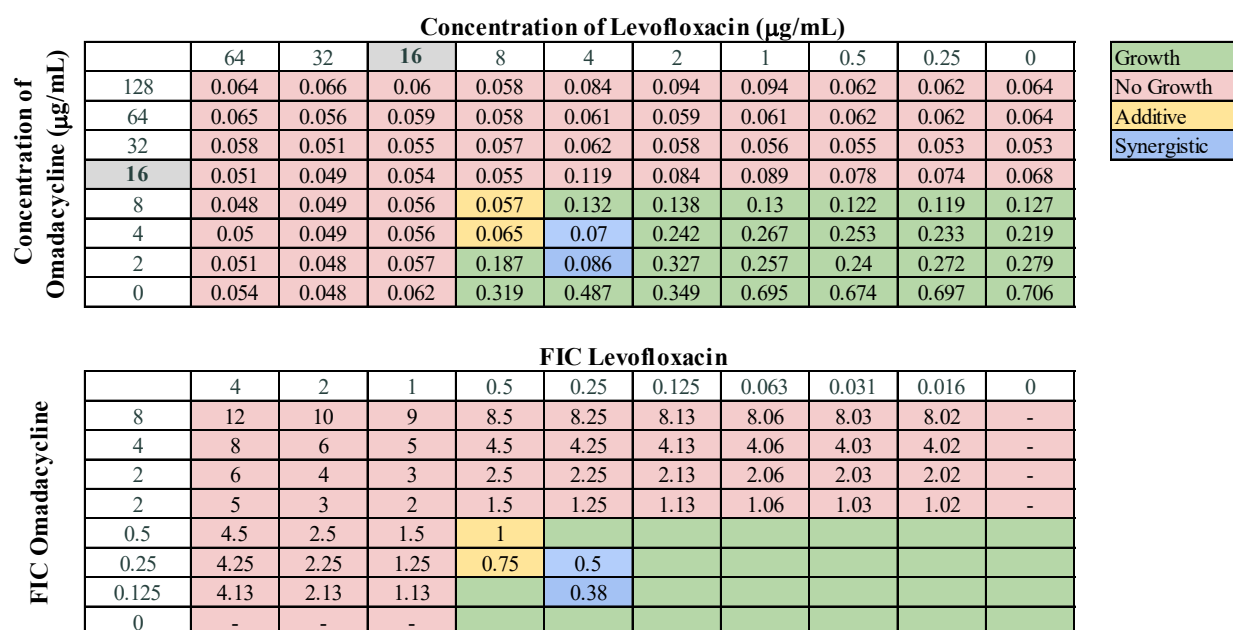 Concentration of Levofloxacin (µg/mL)
Concentration of
Omadacycline (µg/mL)
64 32 16 8 4 2 1 0.5 0.25 0
128 0.064 0.066 0.06 0.058 0.084 0.094 0.094 0.062 0.062 0.064
64 0.065 0.056 0.059 0.058 0.061 0.059 0.061 0.062 0.062 0.064
32 0.058 0.051 0.055 0.057 0.062 0.058 0.056 0.055 0.053 0.053
16 0.051 0.049 0.054 0.055 0.119 0.084 0.089 0.078 0.074 0.068
8 0.048 0.049 0.056 0.057 0.132 0.138 0.13 0.122 0.119 0.127
4 0.05 0.049 0.056 0.065 0.07 0.242 0.267 0.253 0.233 0.219
2 0.051 0.048 0.057 0.187 0.086 0.327 0.257 0.24 0.272 0.279
0 0.054 0.048 0.062 0.319 0.487 0.349 0.695 0.674 0.697 0.706
Growth
No Growth
Additive
Synergistic
FIC Levofloxacin
FIC Omadacycline
4 2 1 0.5 0.25 0.125 0.063 0.031 0.016 0
8 12 10 9 8.5 8.25 8.13 8.06 8.03 8.02 -
4 8 6 5 4.5 4.25 4.13 4.06 4.03 4.02 -
2 6 4 3 2.5 2.25 2.13 2.06 2.03 2.02 -
2 5 3 2 1.5 1.25 1.13 1.06 1.03 1.02 -
0.5 4.5 2.5 1.5 1
0.25 4.25 2.25 1.25 0.75 0.5
0.125 4.13 2.13 1.13 0.38
0 - - -